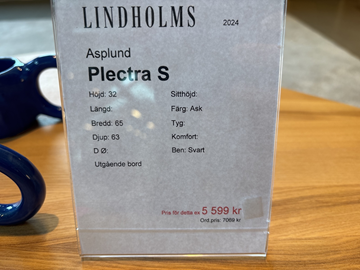 LINDHOLMS 2024
Asplund
Plectra S
Höjd: 32 Sitthöjd:
Längd: Färg: Ask
Bredd: 65 Tyg:
Djup: 63 Komfort:
D Ø: Ben: Svart
Utgående bord
Pris för detta ex 5 599 kr
Ord pris: 7069 kr